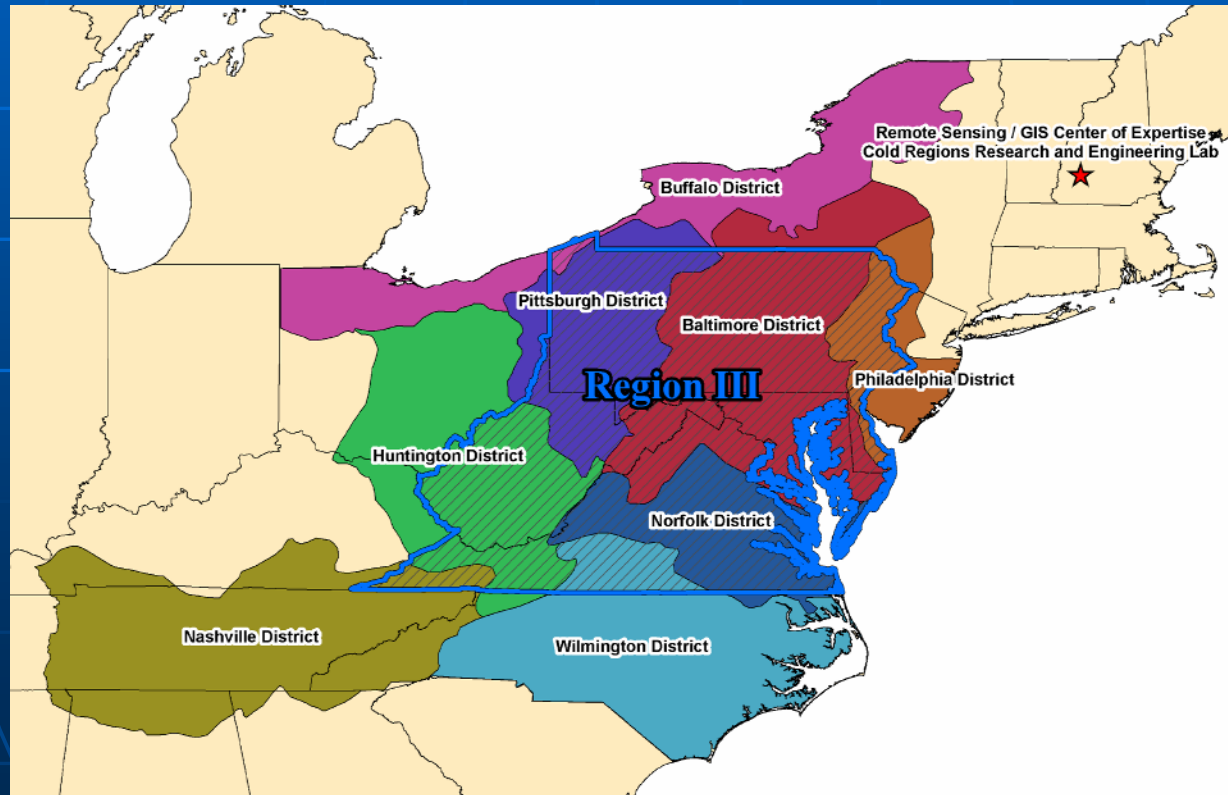 Remote Sensing / GIS Center of Expertise
Cold Regions Research and Engineering Lab
Buffalo District
Pittsburgh District
Baltimore District
Region III
Philadelphia District
Huntington District
Norfolk District
Nashville District
Wilmington District